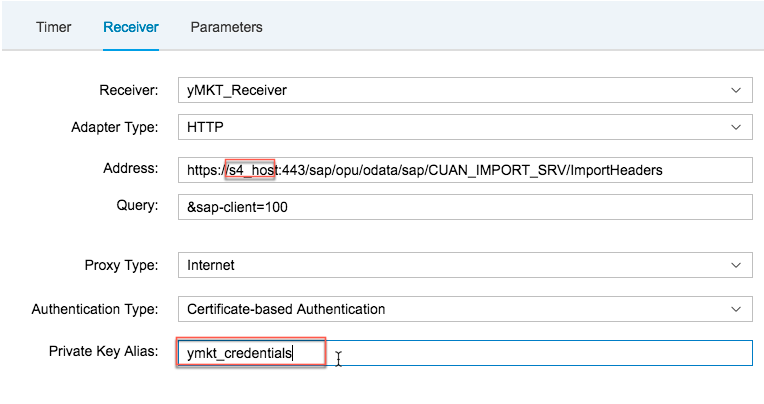 Timer Receiver Parameters
Receiver: yMKT_Receiver
Adapter Type: HTTP
Address: https://s4_host:443/sap/opu/odata/sap/CUAN_IMPORT_SRV/ImportHeaders
Query: &sap-client=100
Proxy Type: Internet
Authentication Type: Certificate-based Authentication
Private Key Alias: ymkt_credentials